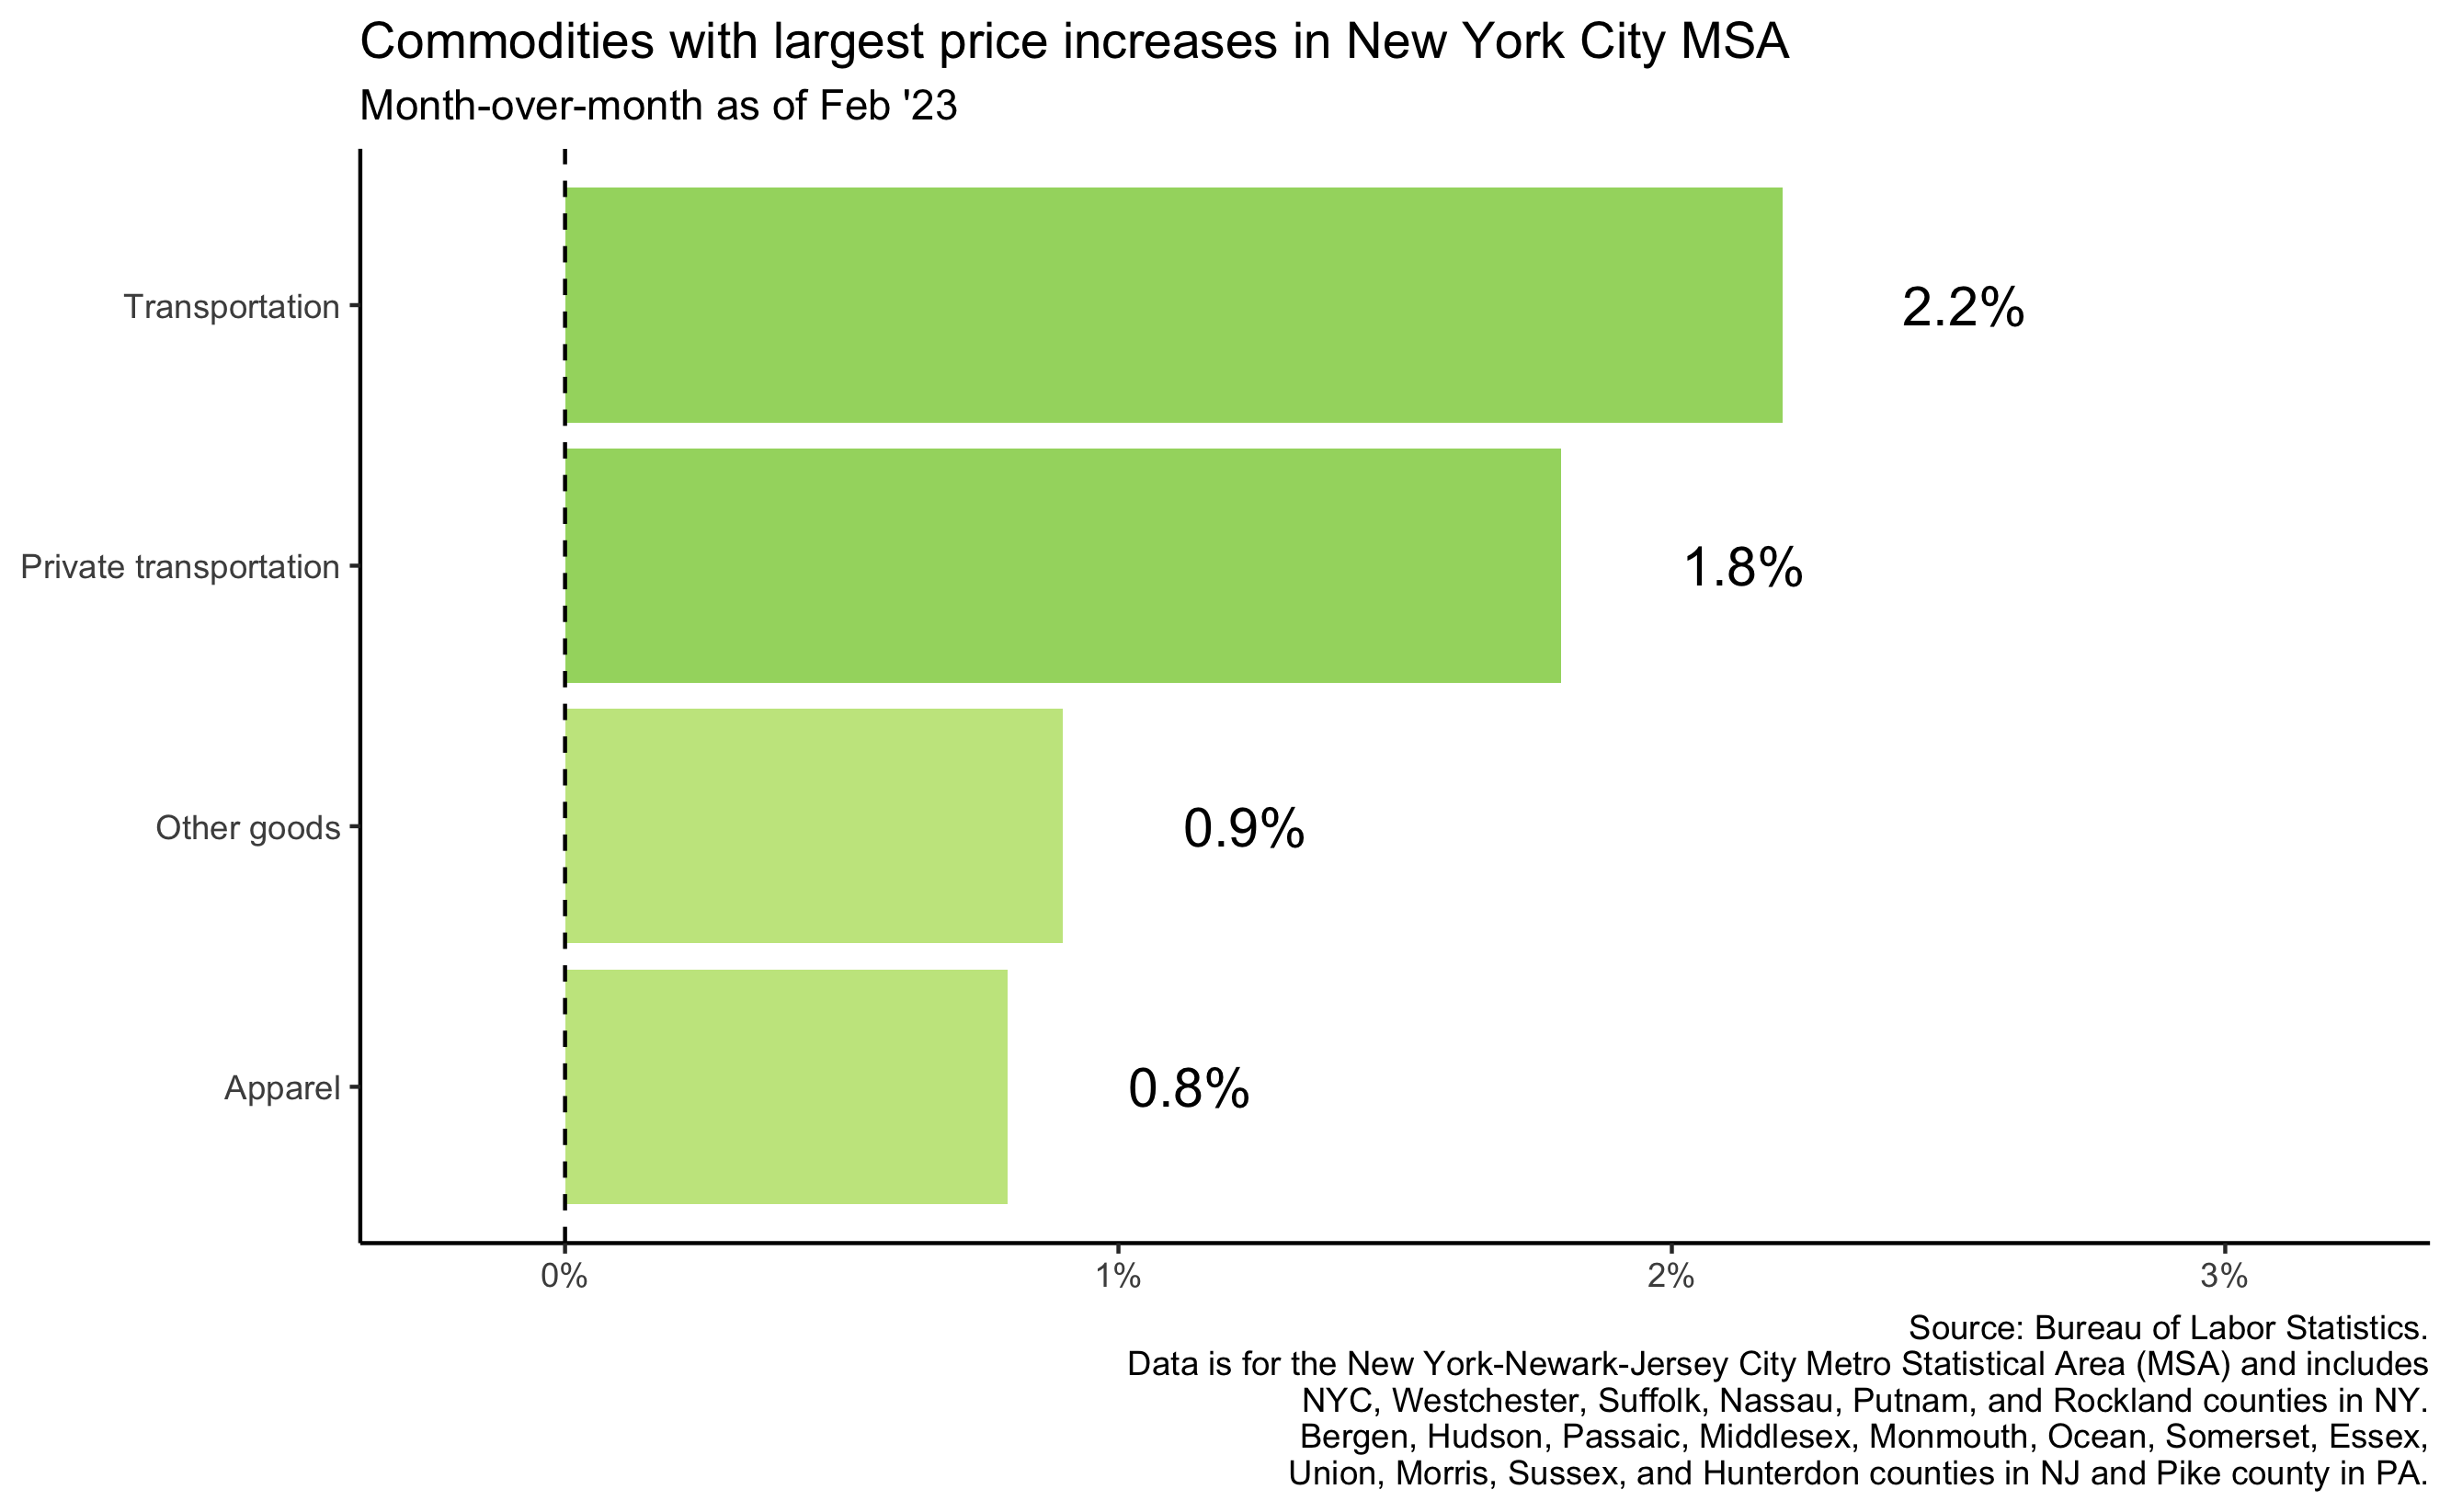 Commodities with largest price increases in New York City MSA
Month-over-month as of Feb '23
Transportation
2.2%
Private transportation
1.8%
Other goods
0.9%
Apparel
0.8%
0%
1%
2%
3%
Source: Bureau of Labor Statistics.
Data is for the New York-Newark-Jersey City Metro Statistical Area (MSA) and includes
NYC, Westchester, Suffolk, Nassau, Putnam, and Rockland counties in NY.
Bergen, Hudson, Passaic, Middlesex, Monmouth, Ocean, Somerset, Essex,
Union, Morris, Sussex, and Hunterdon counties in NJ and Pike county in PA.